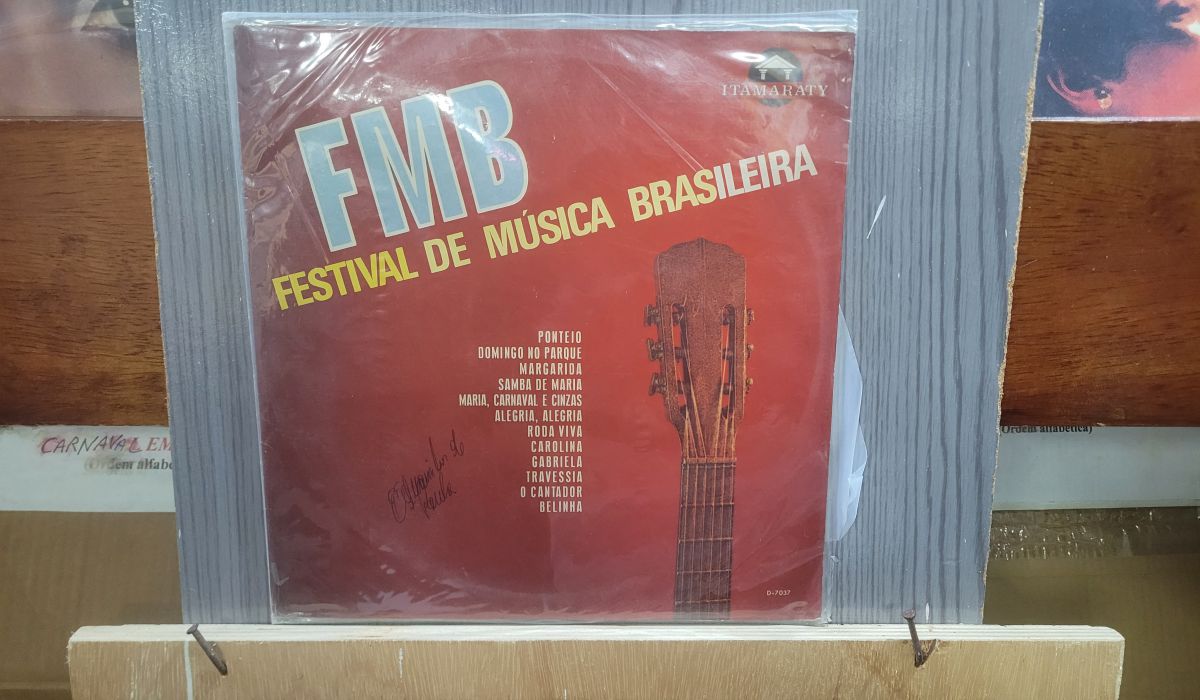 ITAMARATY
FMB
FESTIVAL DE MÚSICA BRASILEIRA
PONTEIO
DOMINGO NO PARQUE
MARGARIDA
SAMBA DE MARIA
MARIA, CARNAVAL E CINZAS
ALEGRIA, ALEGRIA
RODA VIVA
CAROLINA
GABRIELA
TRAVESSIA
O CANTADOR
BELINHA
D-7037
CARNAVAL EM
(Ordem alfabe
(Ordem alfabética)